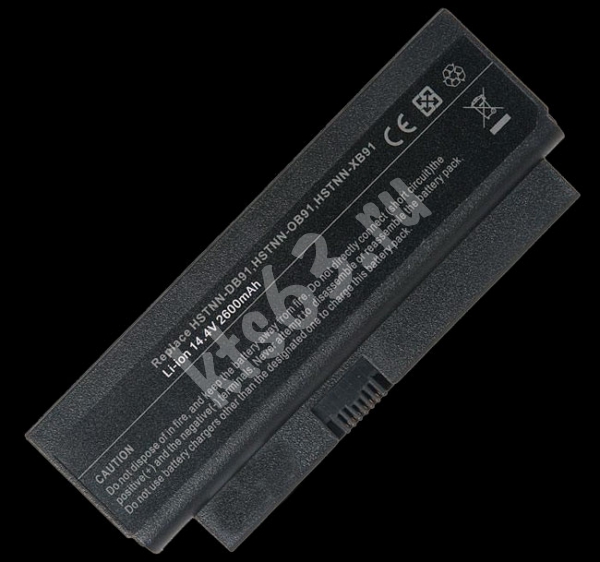 Replace HSTNN-DB91,HSTNN-OB91,HSTNN-XB91
Li-ion 14.4V 2600mAh
CAUTION
Do not dispose of in fire, and keep the battery away from fire. Do not directly connect (short circuit)the
positive(+) and the negative(-) terminals. Never attempt to disassemble or reassemble the battery pack.
Do not use battery chargers other than the designated one to charge this battery pack
CE
kts63.ru